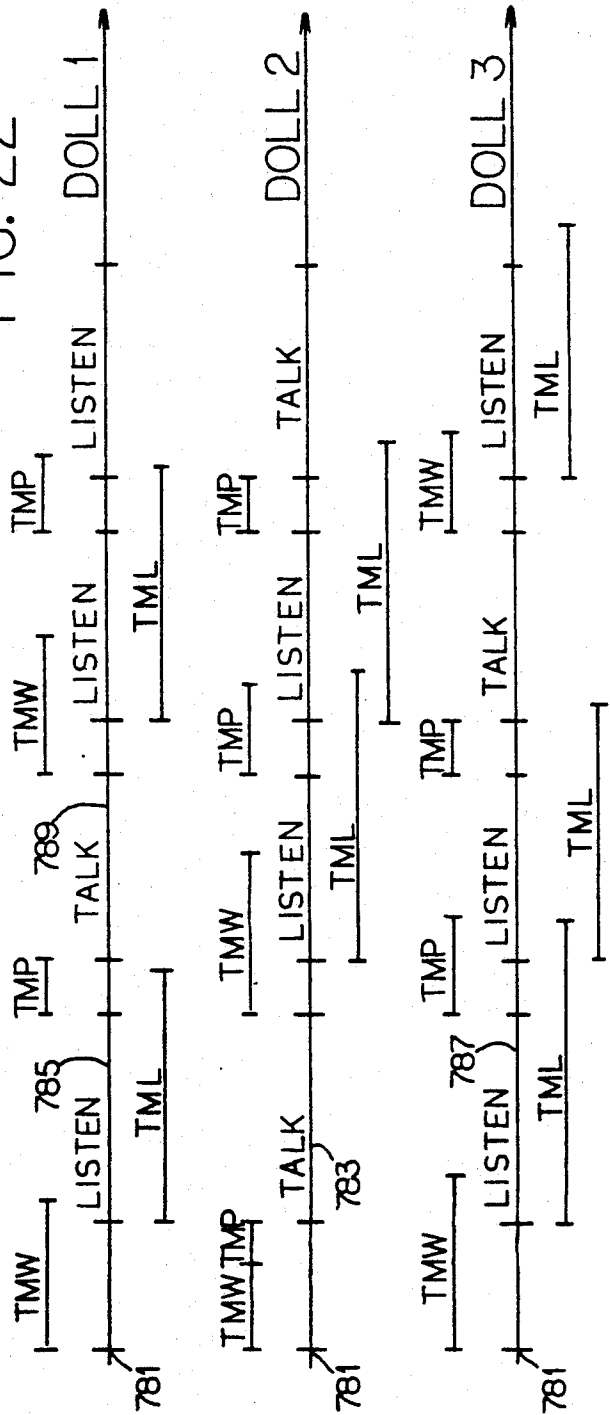 FIG. 22
TMW TMP TMW TMP
785 789
LISTEN TALK LISTEN LISTEN DOLL 1
781 TML TML
TMW TMP TMW TMP TMP
TALK LISTEN LISTEN TALK DOLL 2
781 783 TML TML
TMW TMP TMP TMW
787
LISTEN LISTEN TALK LISTEN DOLL 3
781 TML TML TML